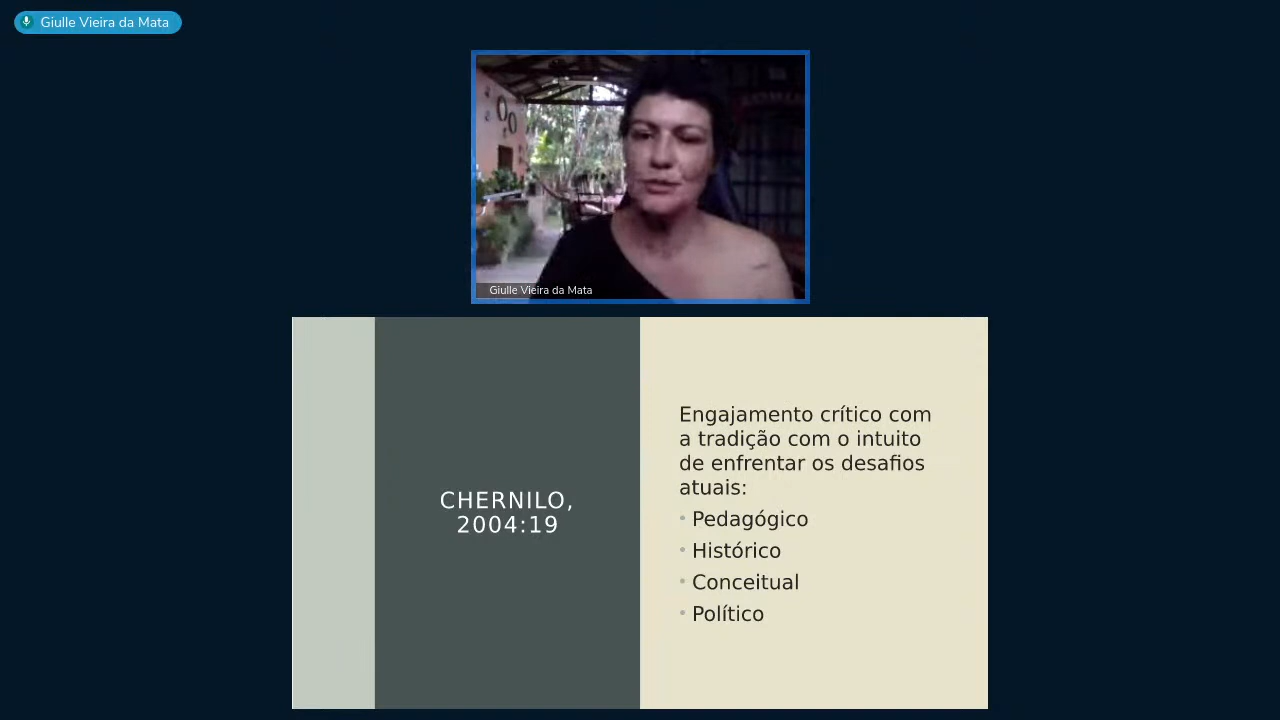 Giulle Vieira da Mata
Giulle Vieira da Mata
CHERNILO,
2004:19
Engajamento crítico com
a tradição com o intuito
de enfrentar os desafios
atuais:
• Pedagógico
• Histórico
• Conceitual
• Político